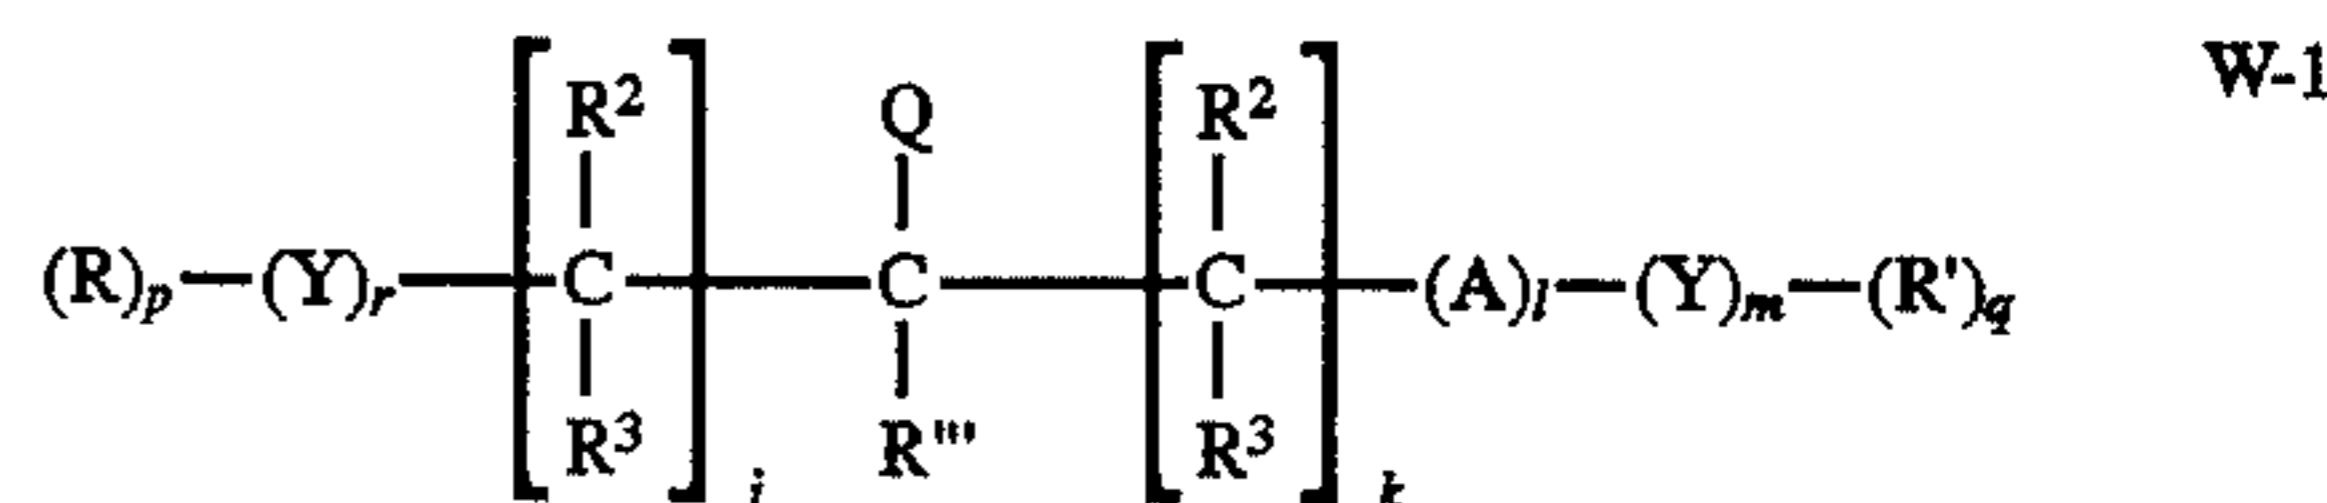 W-1
R² Q R²
(R)p—(Y)r—[C]—C—[C]—(A)l—(Y)m—(R')q
R³ R''' R³